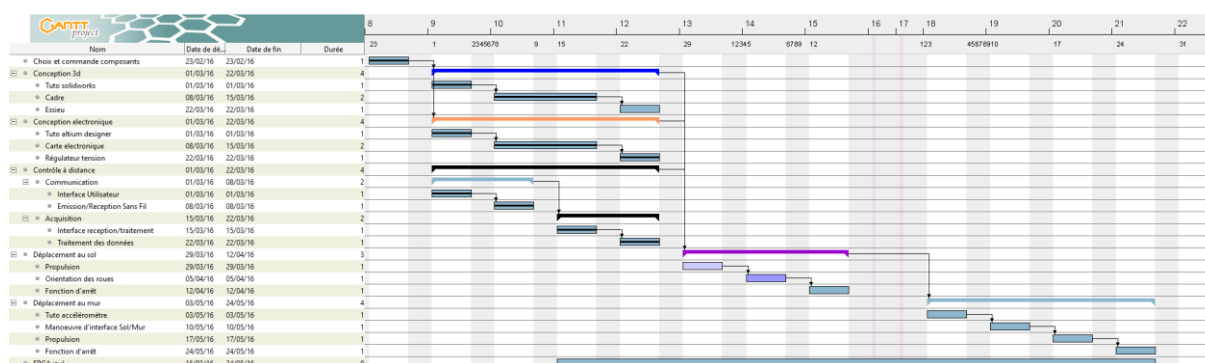 GANTT
project
8 9 10 11 12 13 14 15 16 17 18 19 20 21 22
Nom Date de dé... Date de fin Durée
23 1 2345678 9 15 22 29 12345 6789 12 123 45678910 17 24 31
Choix et commande composants 23/02/16 23/02/16 1
Conception 3d 01/03/16 22/03/16 4
Tuto solidworks 01/03/16 01/03/16 1
Cadre 08/03/16 15/03/16 2
Essieu 22/03/16 22/03/16 1
Conception electronique 01/03/16 22/03/16 4
Tuto altium designer 01/03/16 01/03/16 1
Carte electronique 08/03/16 15/03/16 2
Régulateur tension 22/03/16 22/03/16 1
Contrôle à distance 01/03/16 22/03/16 4
Communication 01/03/16 08/03/16 2
Interface Utilisateur 01/03/16 01/03/16 1
Emission/Reception Sans Fil 08/03/16 08/03/16 1
Acquisition 15/03/16 22/03/16 2
Interface reception/traitement 15/03/16 15/03/16 1
Traitement des données 22/03/16 22/03/16 1
Déplacement au sol 29/03/16 12/04/16 3
Propulsion 29/03/16 29/03/16 1
Orientation des roues 05/04/16 05/04/16 1
Fonction d'arrêt 12/04/16 12/04/16 1
Déplacement au mur 03/05/16 24/05/16 4
Tuto accéléromètre 03/05/16 03/05/16 1
Manoeuvre d'interface Sol/Mur 10/05/16 10/05/16 1
Propulsion 17/05/16 17/05/16 1
Fonction d'arrêt 24/05/16 24/05/16 1
15/03/16 24/05/16